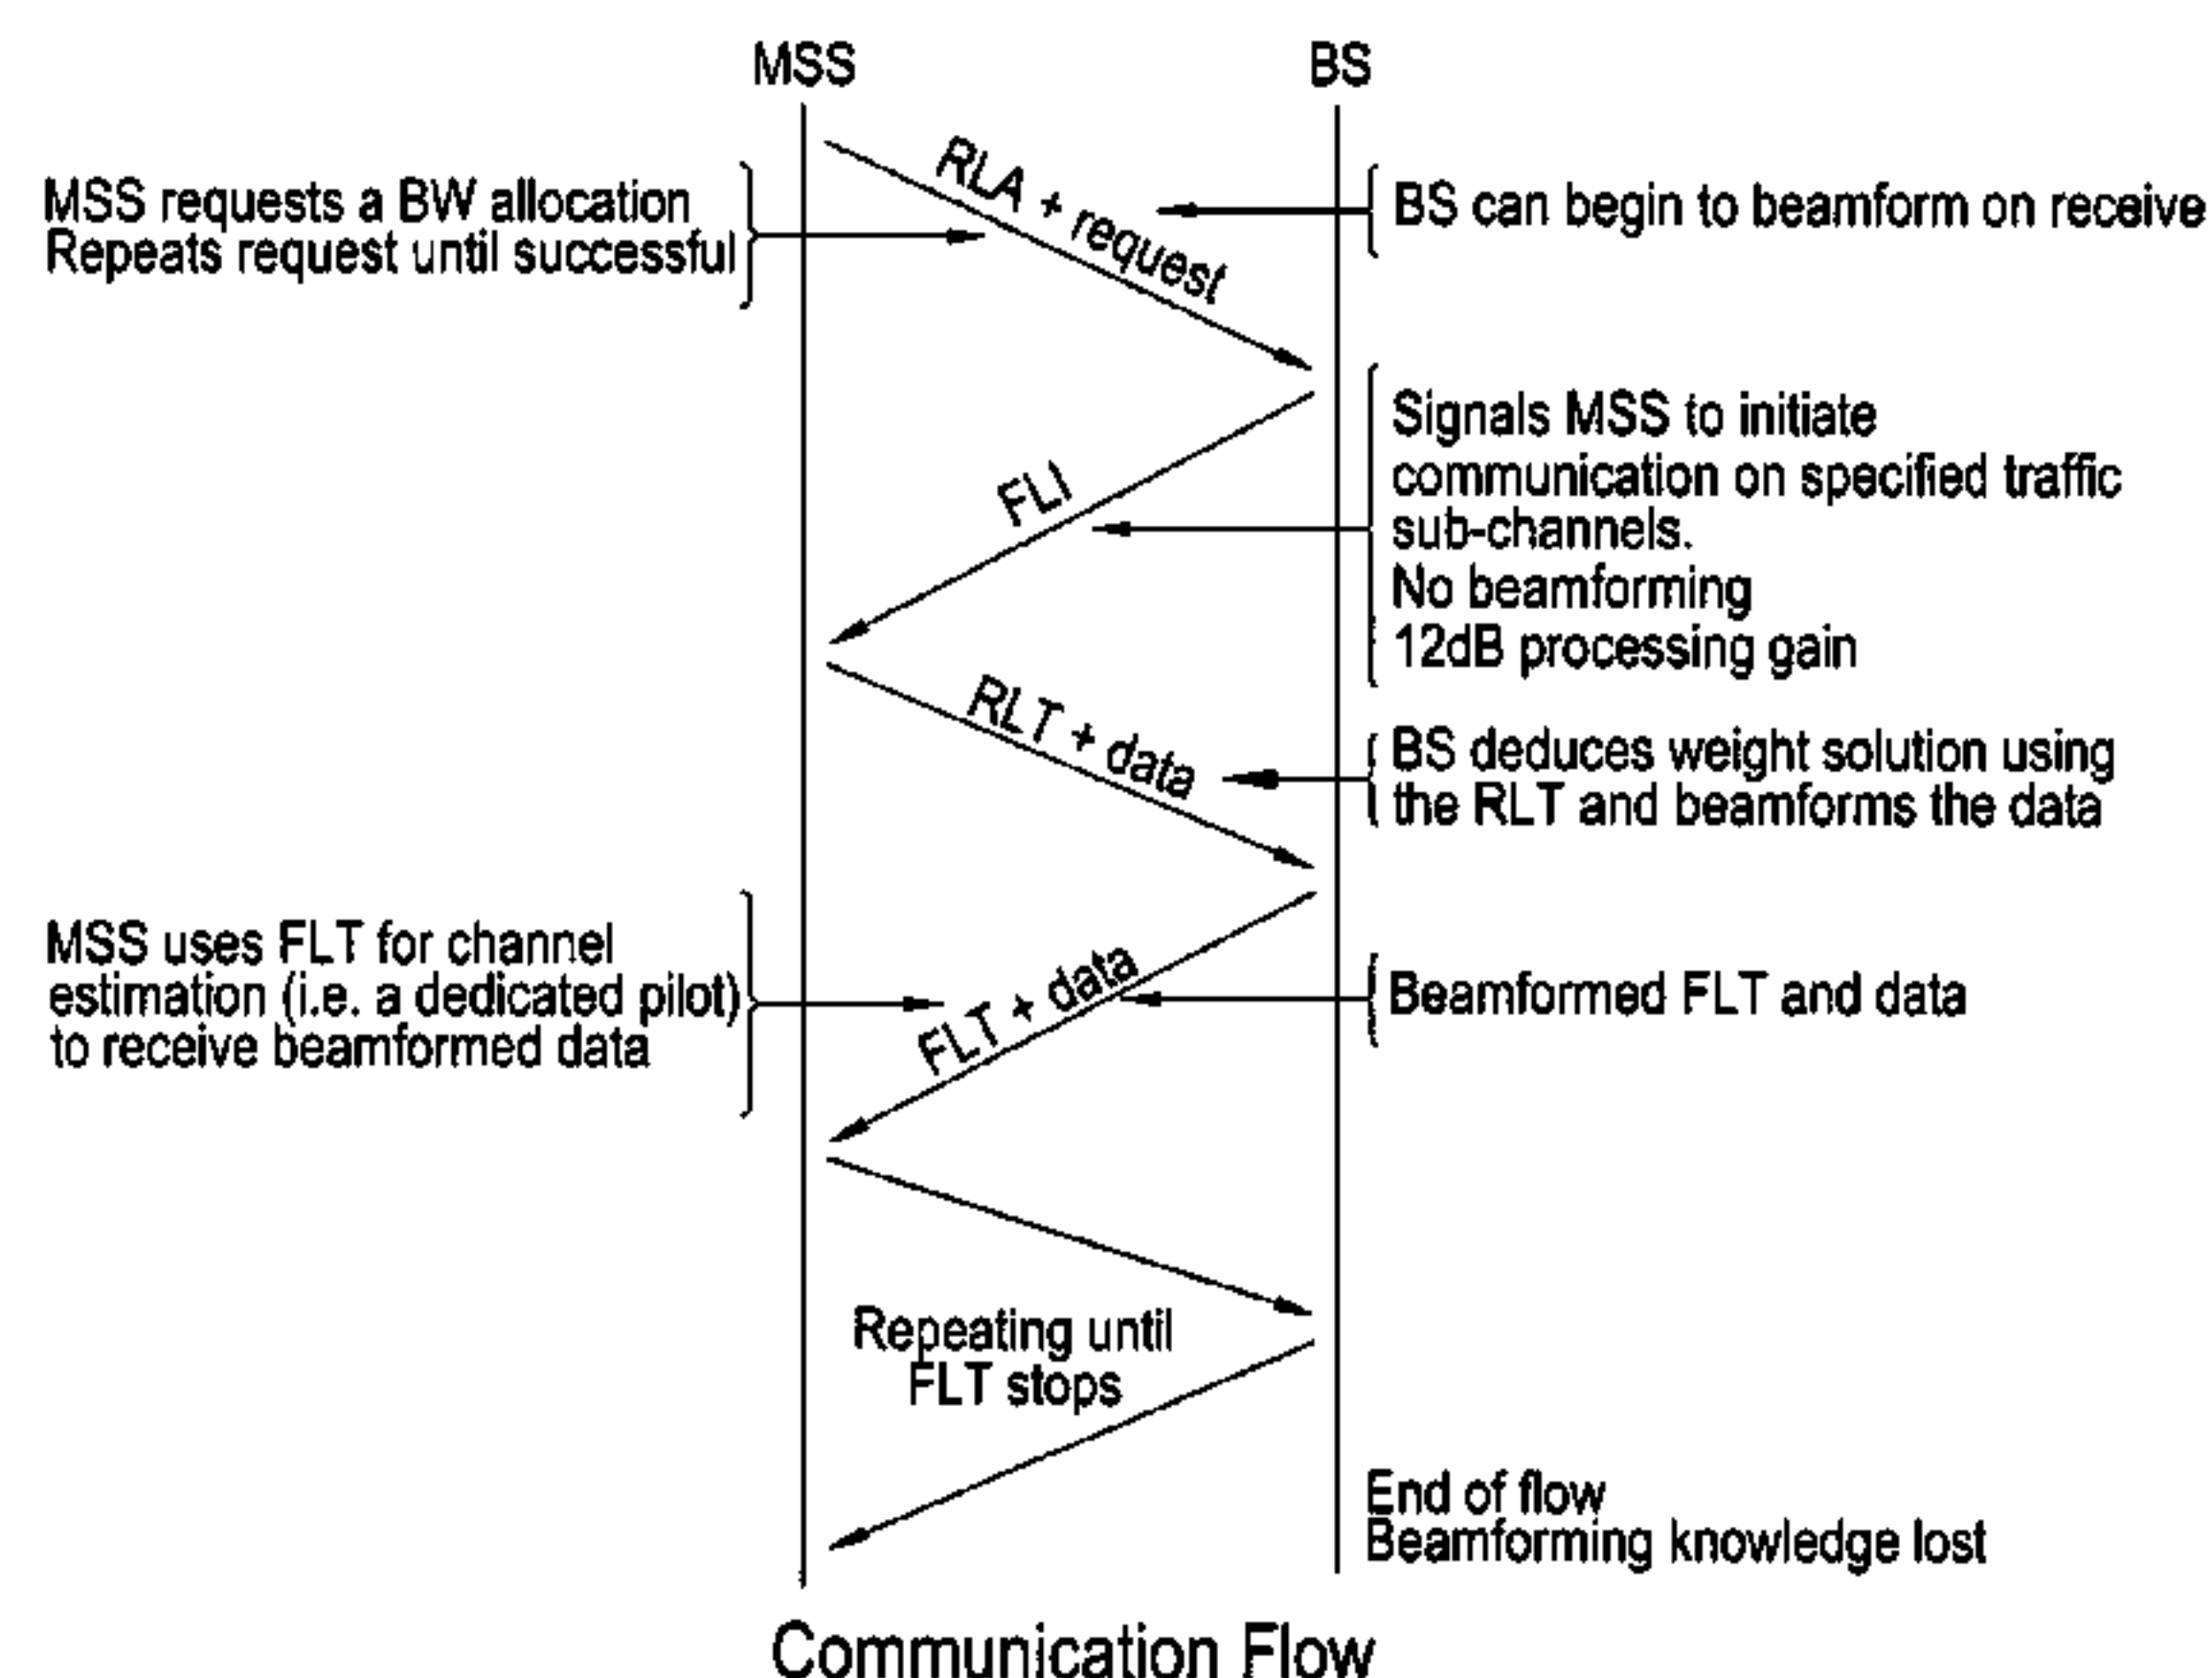 MSS
BS
RLA + request
MSS requests a BW allocation
Repeats request until successful
BS can begin to beamform on receive
FLI
Signals MSS to initiate
communication on specified traffic
sub-channels.
No beamforming
12dB processing gain
RLT + data
BS deduces weight solution using
the RLT and beamforms the data
MSS uses FLT for channel
estimation (i.e. a dedicated pilot)
to receive beamformed data
FLT + data
Beamformed FLT and data
Repeating until
FLT stops
End of flow
Beamforming knowledge lost
Communication Flow